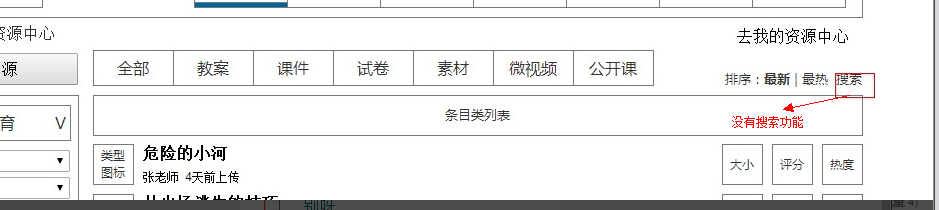 资源中心
去我的资源中心
源
全部 教案 课件 试卷 素材 微视频 公开课
排序：最新 | 最热 搜索
育 V
条目类列表
没有搜索功能
类型
图标
危险的小河
张老师 4天前上传
大小 评分 热度